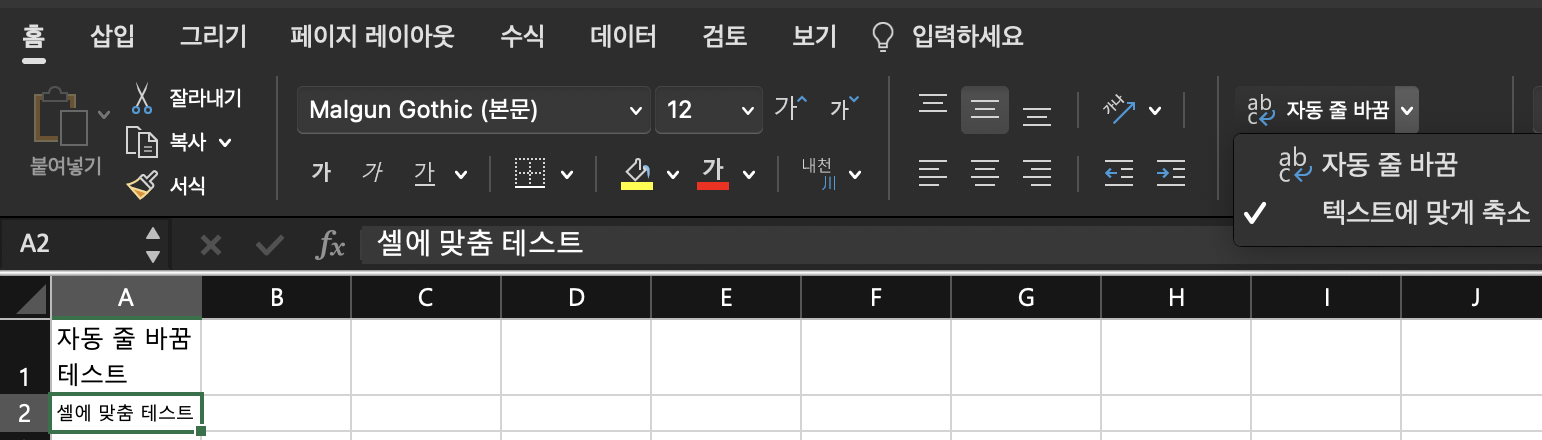 홈 삽입 그리기 페이지 레이아웃 수식 데이터 검토 보기 입력하세요
붙여넣기
잘라내기
복사
서식
Malgun Gothic (본문) 12 가 가
가 가 가 가 내천 川
가나
ab c 자동 줄 바꿈
ab c 자동 줄 바꿈
텍스트에 맞게 축소
A2 fx 셀에 맞춤 테스트
A B C D E F G H I J
1 자동 줄 바꿈
테스트
2 셀에 맞춤 테스트